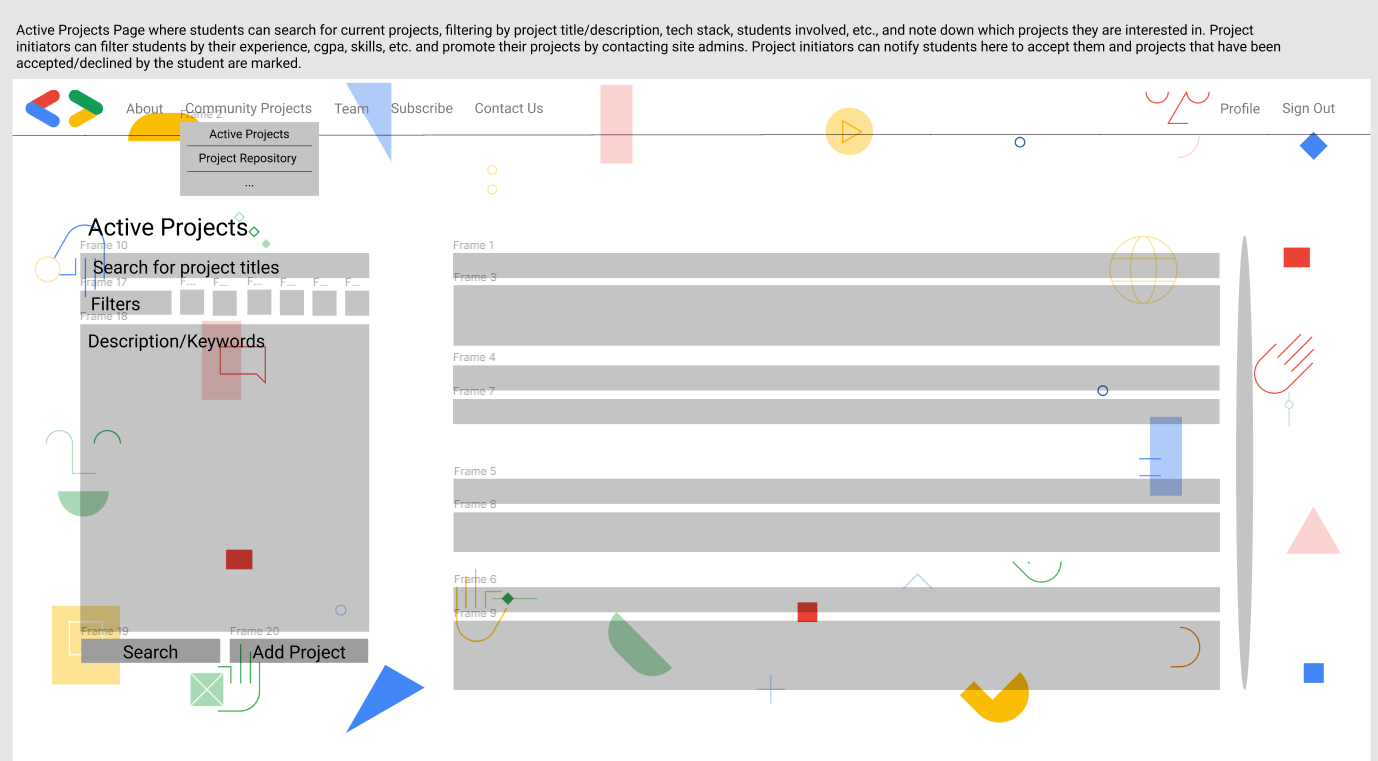 Active Projects Page where students can search for current projects, filtering by project title/description, tech stack, students involved, etc., and note down which projects they are interested in. Project
initiators can filter students by their experience, cgpa, skills, etc. and promote their projects by contacting site admins. Project initiators can notify students here to accept them and projects that have been
accepted/declined by the student are marked.
About Community Projects Team Subscribe Contact Us Profile Sign Out
Frame 2
Active Projects
Project Repository
...
Active Projects
Frame 10
Search for project titles
Frame 17 F... F... F... F... F... F...
Filters
Frame 18
Description/Keywords
Frame 19 Frame 20
Search Add Project
Frame 1
Frame 3
Frame 4
Frame 7
Frame 5
Frame 8
Frame 6
Frame 9